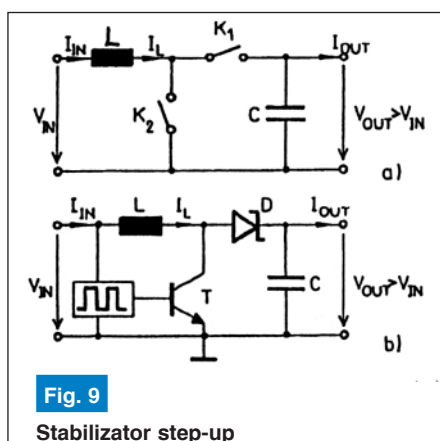 I_IN L I_L K_1 I_OUT
V_IN K_2 C V_OUT>V_IN
a)
I_IN L I_L D I_OUT
V_IN T C V_OUT>V_IN
b)
Fig. 9
Stabilizator step-up